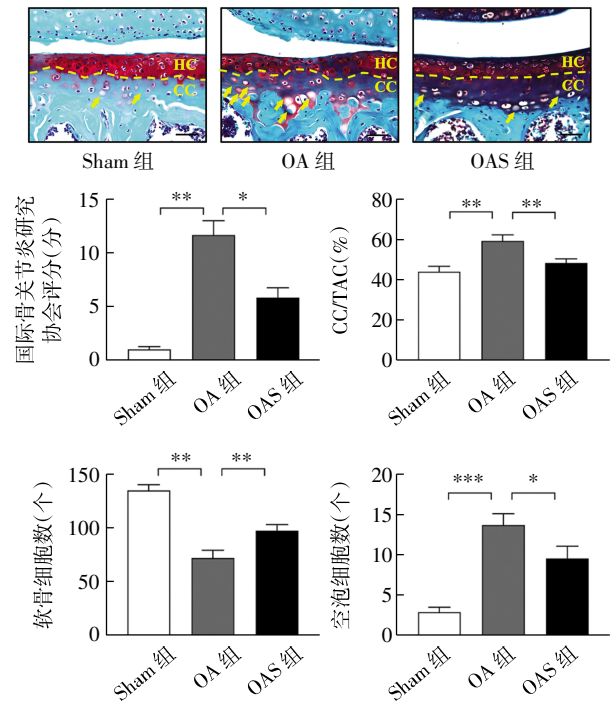 HC
CC
HC
CC
HC
CC
Sham 组
OA 组
OAS 组
国际骨关节炎研究
协会评分(分)
15
10
5
0
**
*
Sham 组
OA 组
OAS 组
CC/TAC(%)
80
60
40
20
0
**
**
Sham 组
OA 组
OAS 组
软骨细胞数(个)
150
100
50
0
**
**
Sham 组
OA 组
OAS 组
空泡细胞数(个)
20
15
10
5
0
***
*
Sham 组
OA 组
OAS 组